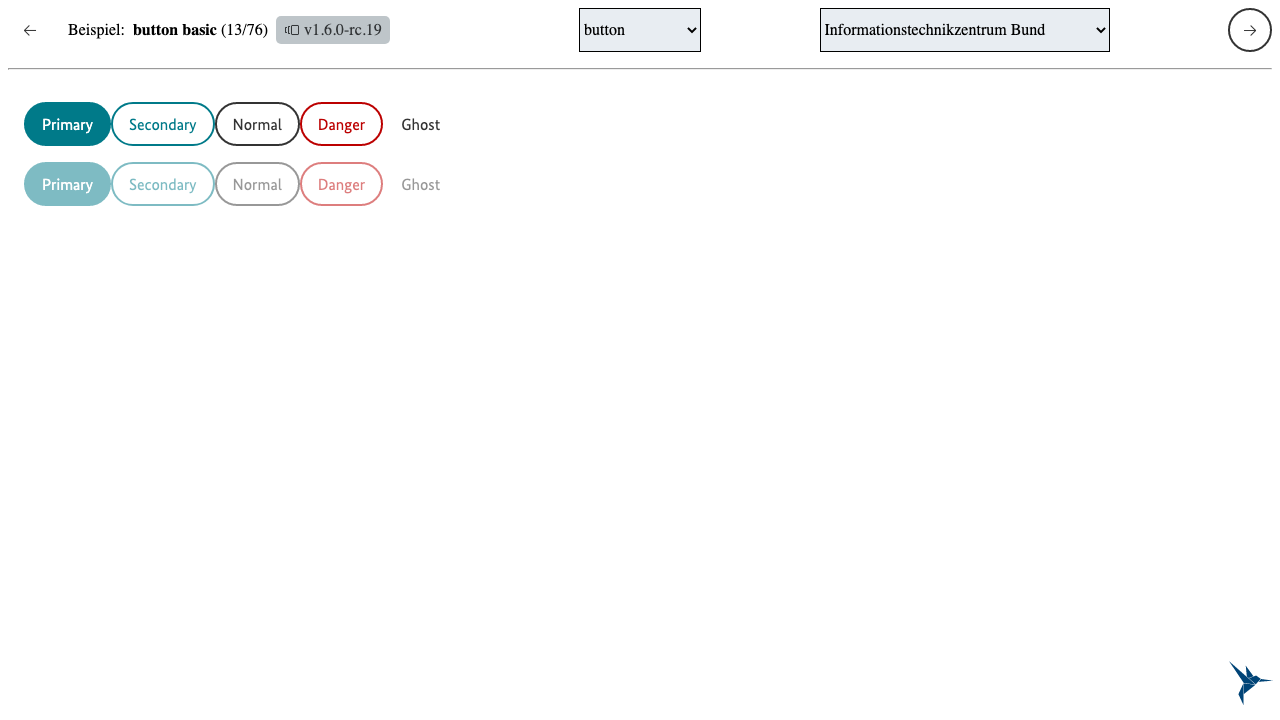 Beispiel: button basic (13/76) v1.6.0-rc.19 button Informationstechnikzentrum Bund
Primary Secondary Normal Danger Ghost
Primary Secondary Normal Danger Ghost